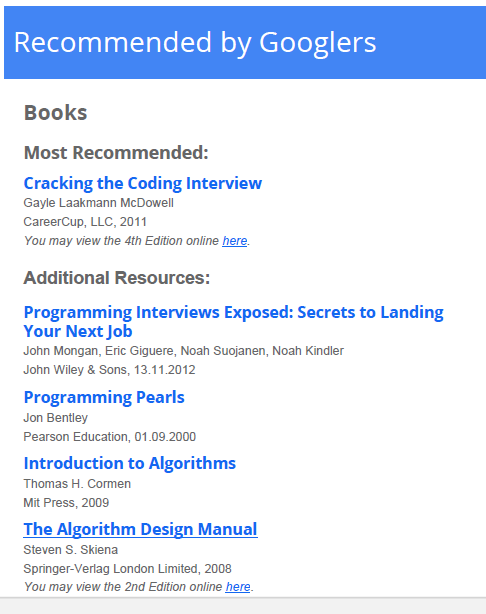 Recommended by Googlers
Books
Most Recommended:
Cracking the Coding Interview
Gayle Laakmann McDowell
CareerCup, LLC, 2011
You may view the 4th Edition online here.
Additional Resources:
Programming Interviews Exposed: Secrets to Landing
Your Next Job
John Mongan, Eric Giguere, Noah Suojanen, Noah Kindler
John Wiley & Sons, 13.11.2012
Programming Pearls
Jon Bentley
Pearson Education, 01.09.2000
Introduction to Algorithms
Thomas H. Cormen
Mit Press, 2009
The Algorithm Design Manual
Steven S. Skiena
Springer-Verlag London Limited, 2008
You may view the 2nd Edition online here.